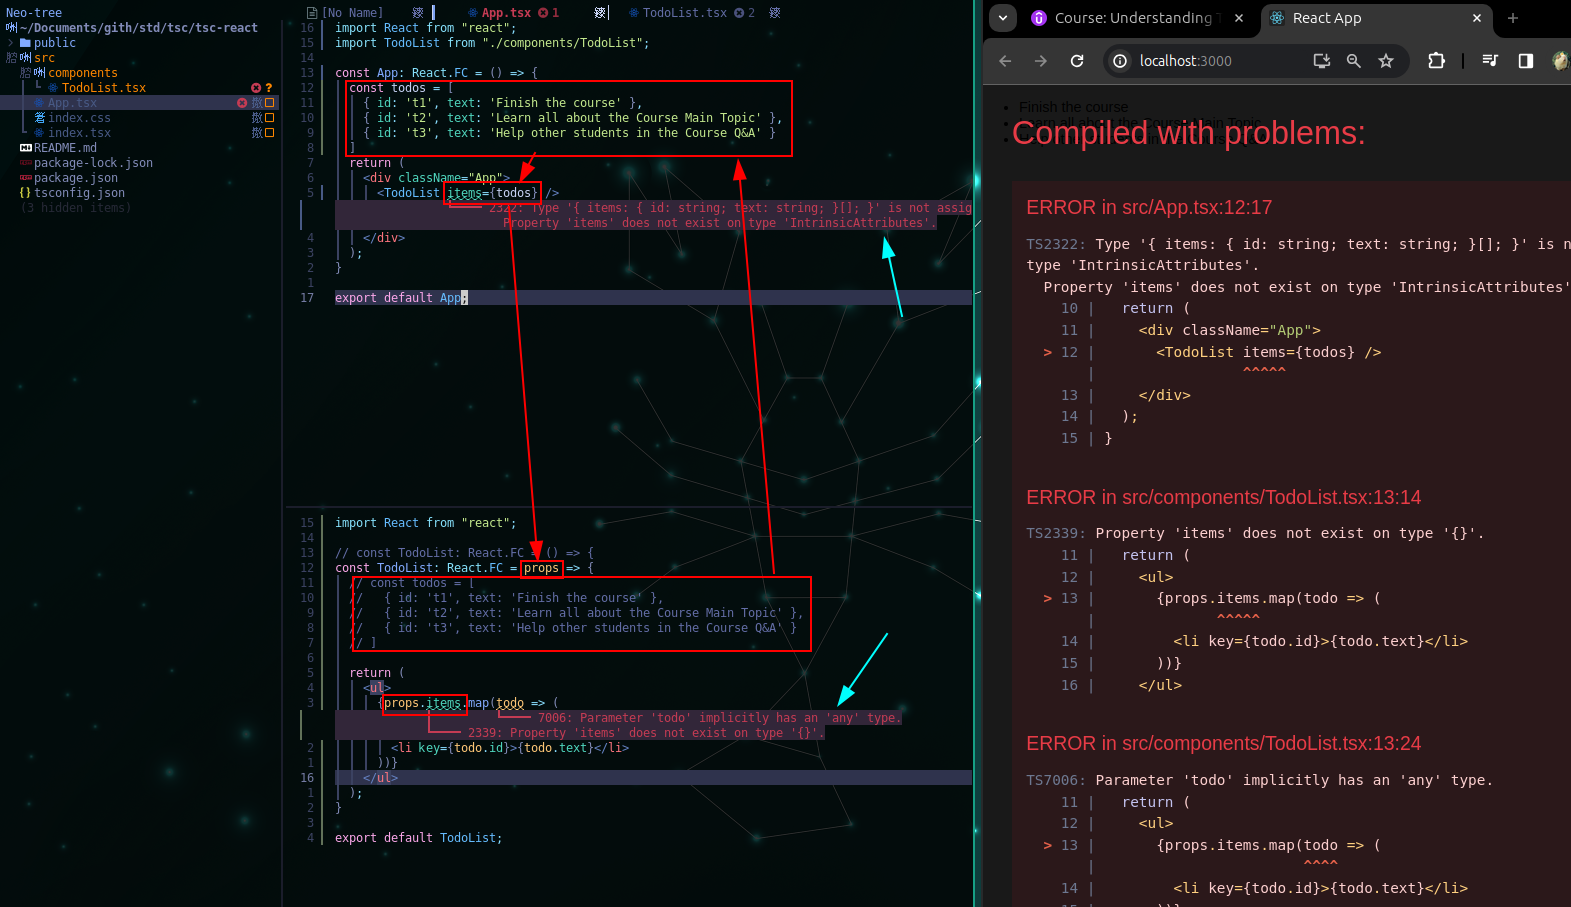 Neo-tree
~/Documents/gith/std/tsc/tsc-react
public
src
components
TodoList.tsx ?
App.tsx
index.css
index.tsx
README.md
package-lock.json
package.json
tsconfig.json
(3 hidden items)
[No Name] App.tsx 1 TodoList.tsx 2
16 import React from "react";
15 import TodoList from "./components/TodoList";
14
13 const App: React.FC = () => {
12 const todos = [
11 { id: 't1', text: 'Finish the course' },
10 { id: 't2', text: 'Learn all about the Course Main Topic' },
9 { id: 't3', text: 'Help other students in the Course Q&A' }
8 ]
7 return (
6 <div className="App">
5 <TodoList items={todos} />
2322: Type '{ items: { id: string; text: string; }[]; }' is not assig
Property 'items' does not exist on type 'IntrinsicAttributes'.
4 </div>
3 );
2 }
1
17 export default App;
15 import React from "react";
14
13 // const TodoList: React.FC = () => {
12 const TodoList: React.FC = props => {
11 // const todos = [
10 // { id: 't1', text: 'Finish the course' },
9 // { id: 't2', text: 'Learn all about the Course Main Topic' },
8 // { id: 't3', text: 'Help other students in the Course Q&A' }
7 // ]
6
5 return (
4 <ul>
3 {props.items.map(todo => (
7006: Parameter 'todo' implicitly has an 'any' type.
2339: Property 'items' does not exist on type '{}'.
2 <li key={todo.id}>{todo.text}</li>
1 ))}
16 </ul>
1 );
2 }
3
4 export default TodoList;
Course: Understanding
React App
localhost:3000
Finish the course
Learn all about the Course Main Topic
Compiled with problems:
ERROR in src/App.tsx:12:17
TS2322: Type '{ items: { id: string; text: string; }[]; }' is n
type 'IntrinsicAttributes'.
Property 'items' does not exist on type 'IntrinsicAttributes'
10 | return (
11 | <div className="App">
> 12 | <TodoList items={todos} />
| ^^^^^
13 | </div>
14 | );
15 | }
ERROR in src/components/TodoList.tsx:13:14
TS2339: Property 'items' does not exist on type '{}'.
11 | return (
12 | <ul>
> 13 | {props.items.map(todo => (
| ^^^^^
14 | <li key={todo.id}>{todo.text}</li>
15 | ))}
16 | </ul>
ERROR in src/components/TodoList.tsx:13:24
TS7006: Parameter 'todo' implicitly has an 'any' type.
11 | return (
12 | <ul>
> 13 | {props.items.map(todo => (
| ^^^^
14 | <li key={todo.id}>{todo.text}</li>
15 | ))}